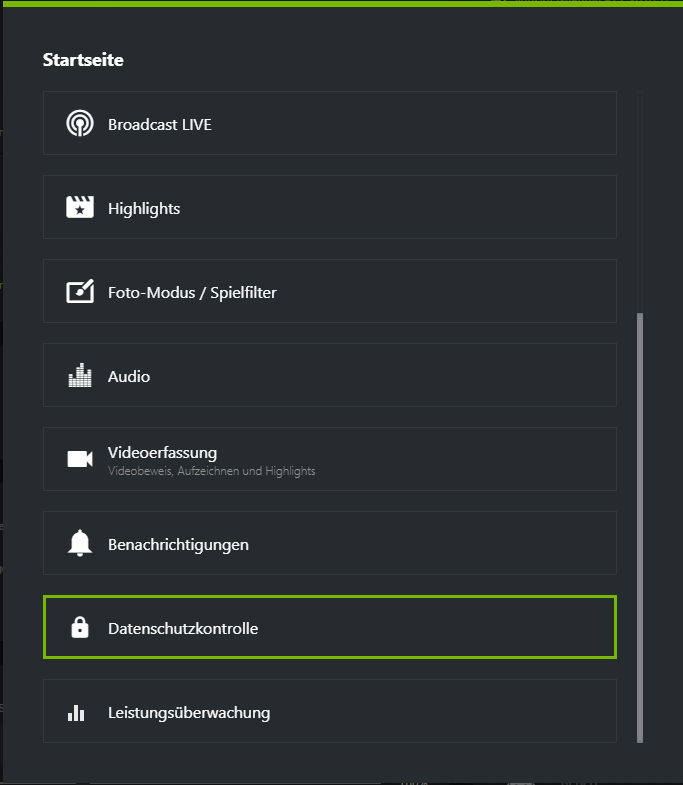 Startseite
Broadcast LIVE
Highlights
Foto-Modus / Spielfilter
Audio
Videoerfassung
Videobeweis, Aufzeichnen und Highlights
Benachrichtigungen
Datenschutzkontrolle
Leistungsüberwachung